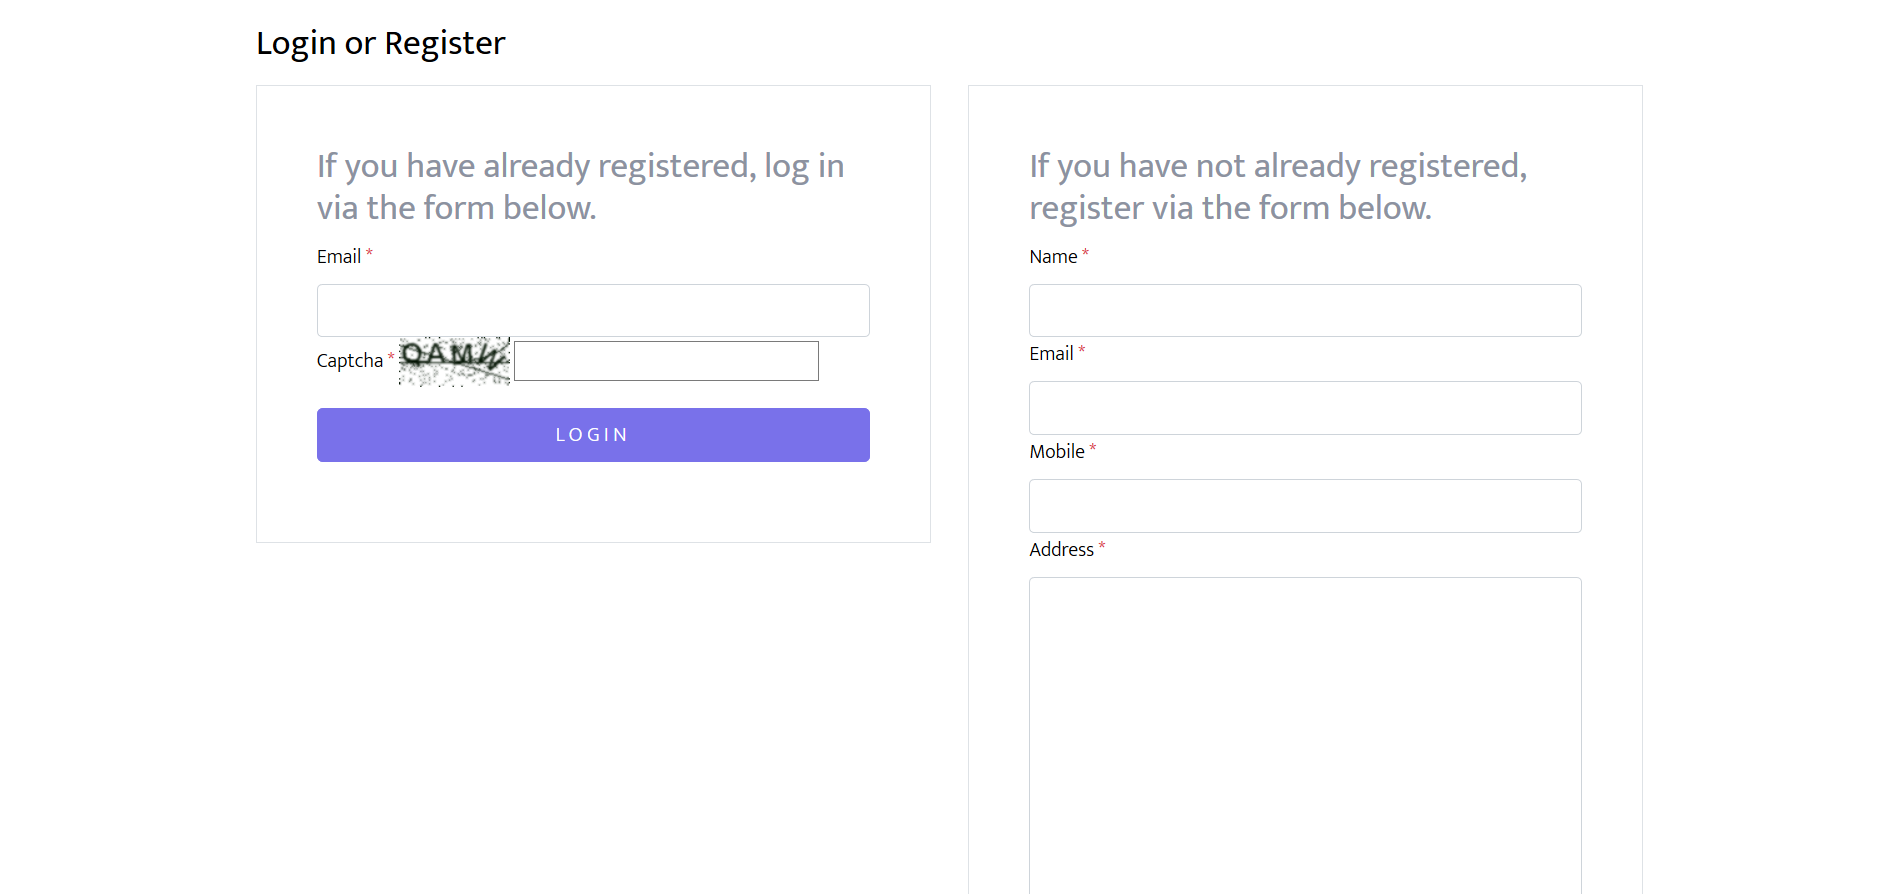 Login or Register
If you have already registered, log in
via the form below.
Email *
Captcha *
LOGIN
If you have not already registered,
register via the form below.
Name *
Email *
Mobile *
Address *